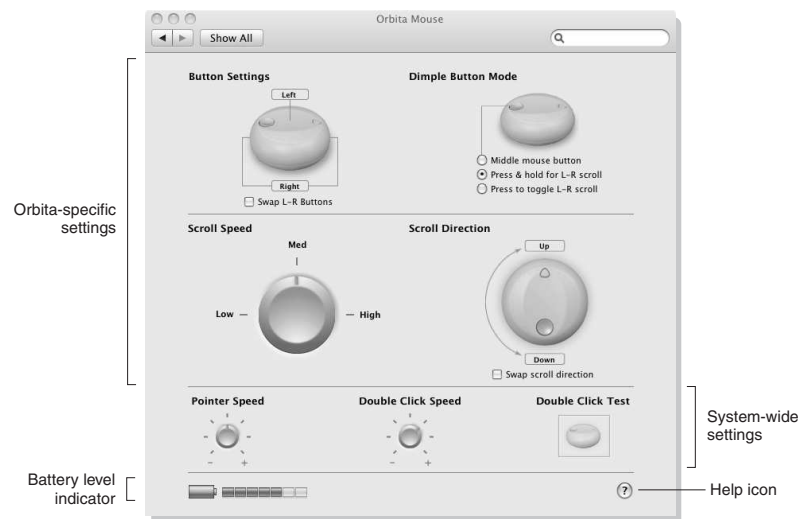 Orbita Mouse
Show All
Button Settings
Dimple Button Mode
Left
Right
Swap L-R Buttons
Middle mouse button
Press & hold for L-R scroll
Press to toggle L-R scroll
Orbita-specific
settings
Scroll Speed
Scroll Direction
Med
Low
High
Up
Down
Swap scroll direction
Pointer Speed
Double Click Speed
Double Click Test
- +
- +
System-wide
settings
Battery level
indicator
?
Help icon